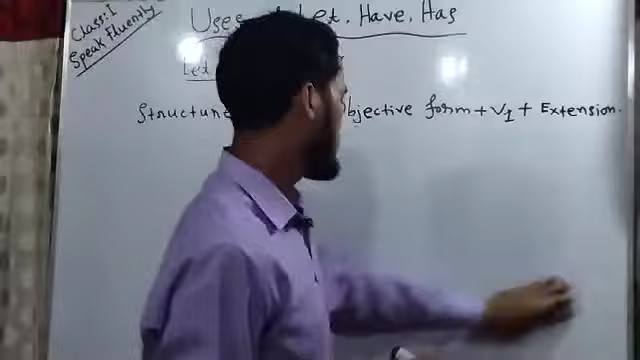 Class: I
Speak Fluently
Uses Let, Have, Has
Let
Structure bjective form + V1 + Extension.